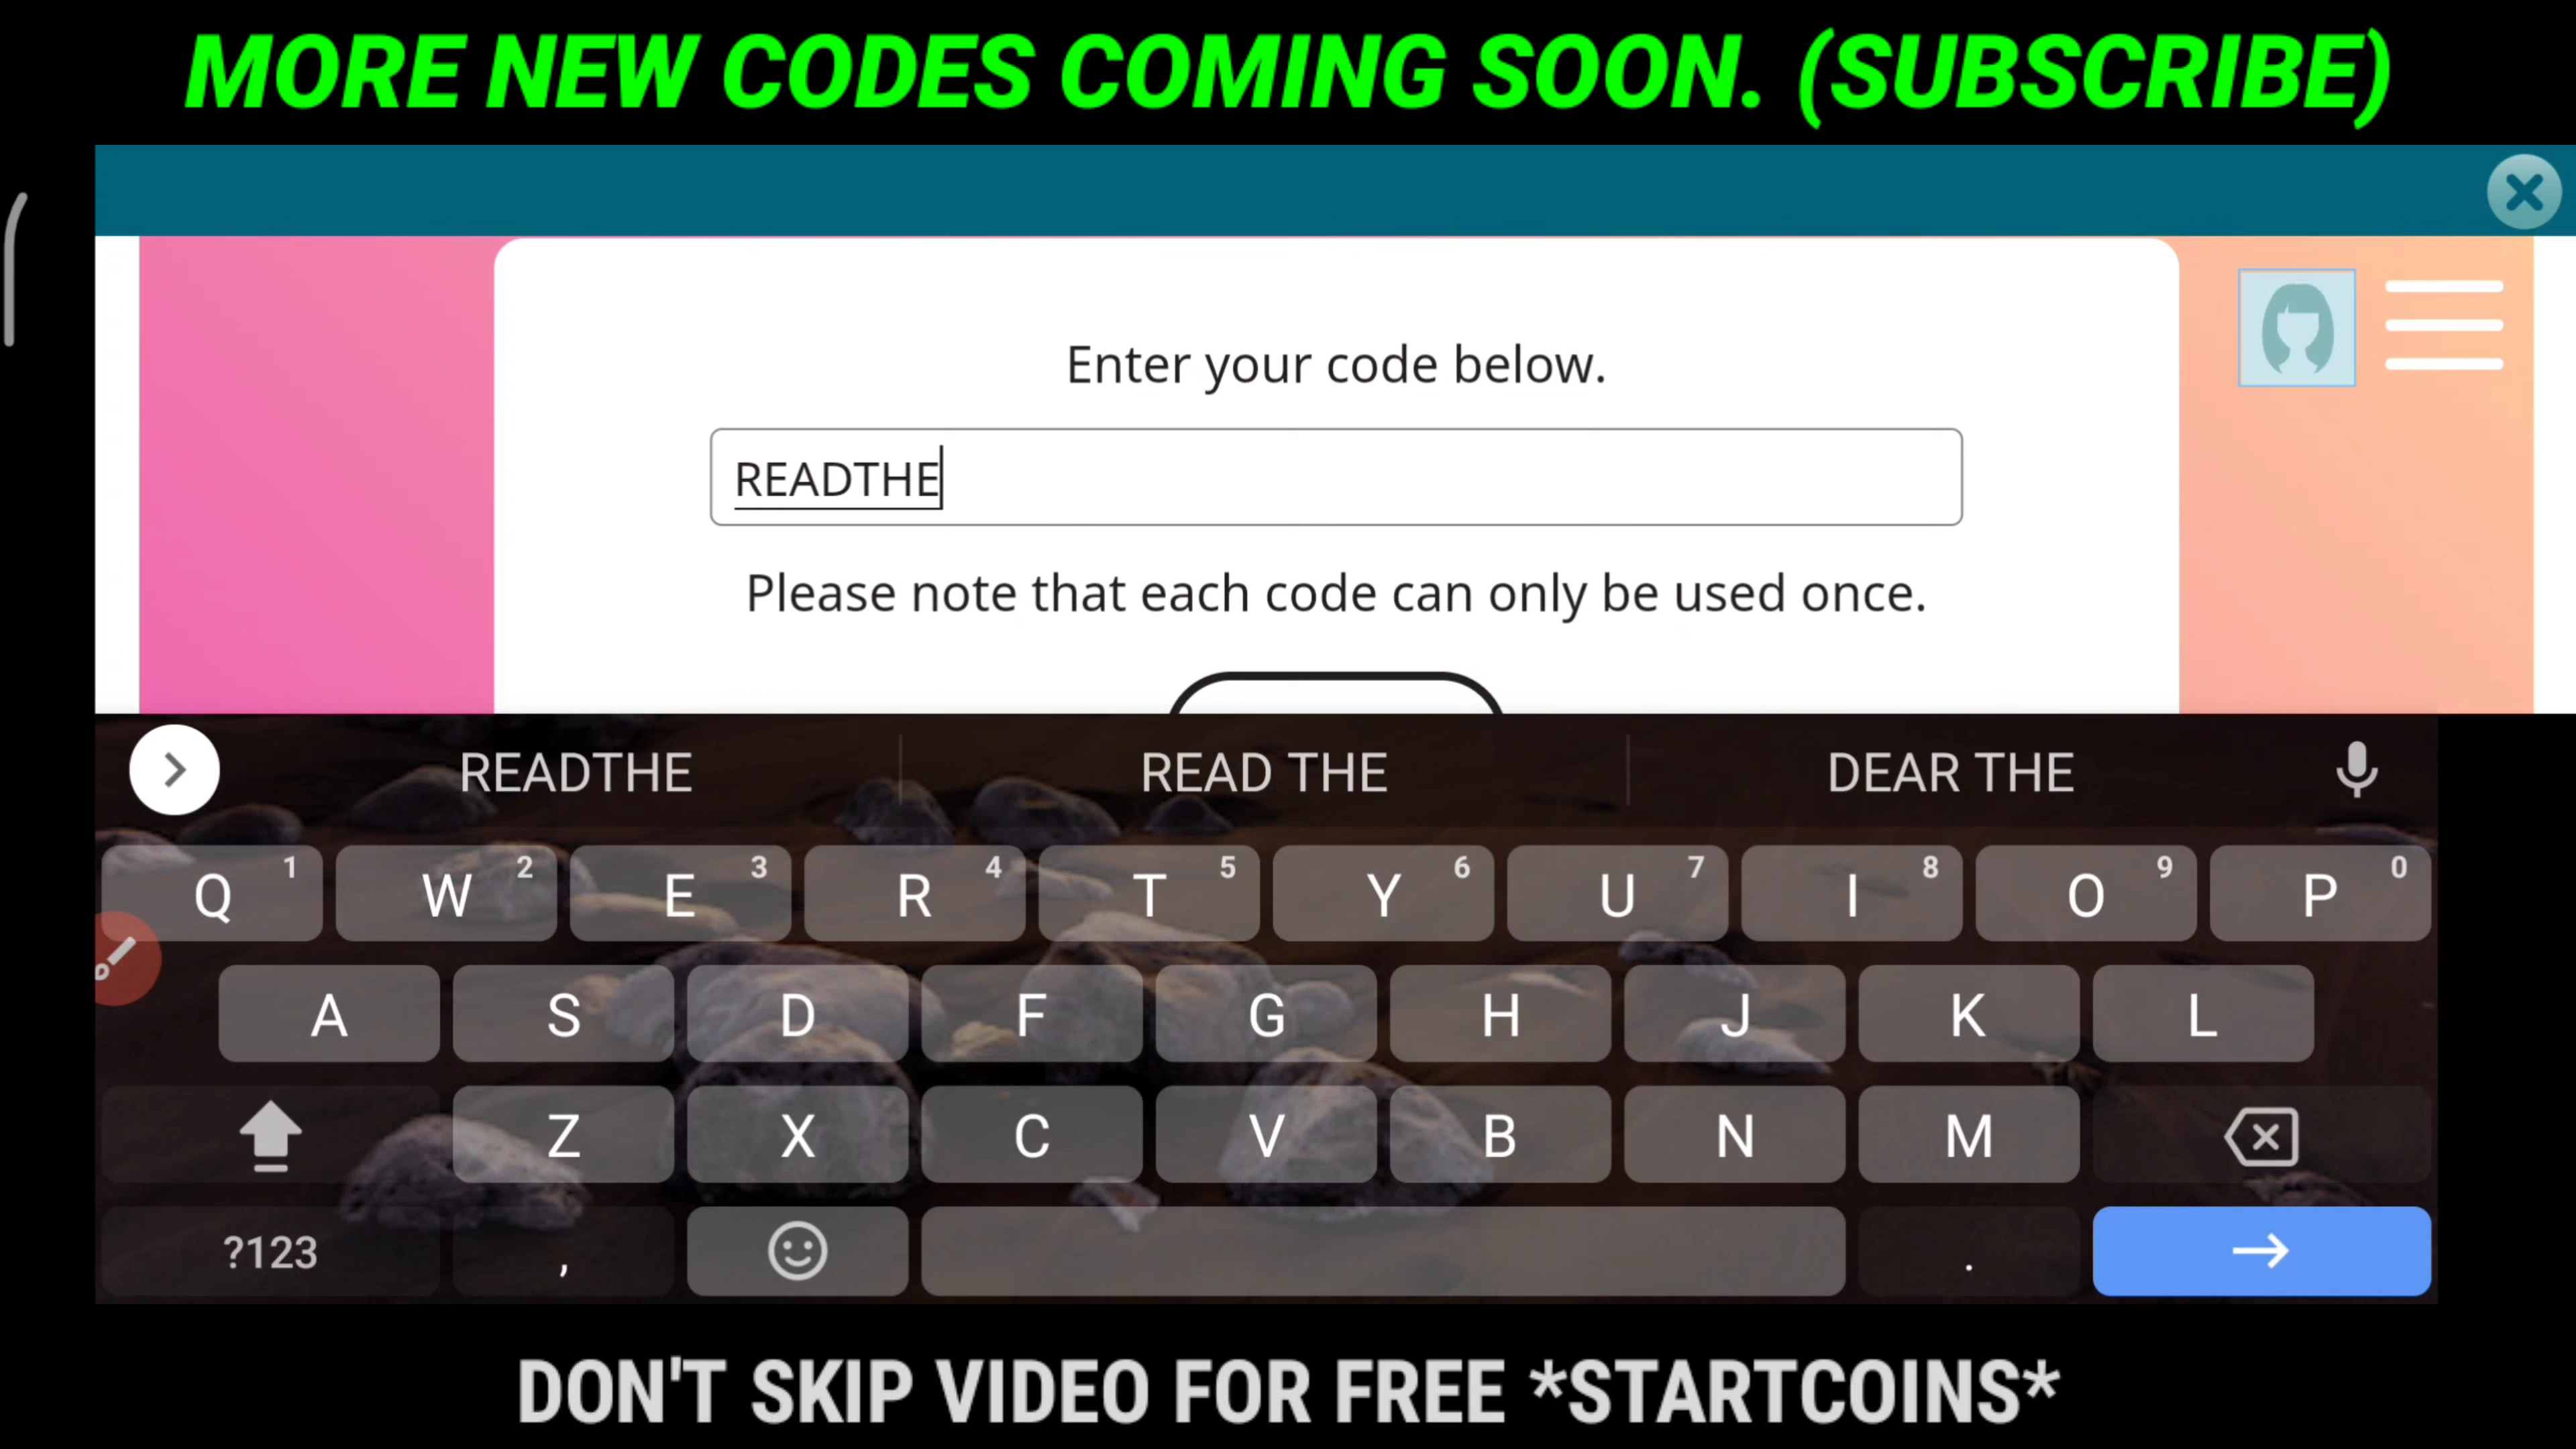 MORE NEW CODES COMING SOON. (SUBSCRIBE)
Enter your code below.
READTHE
Please note that each code can only be used once.
READTHE READ THE DEAR THE
Q 1 W 2 E 3 R 4 T 5 Y 6 U 7 I 8 O 9 P 0
A S D F G H J K L
Z X C V B N M
?123 , .
DON'T SKIP VIDEO FOR FREE *STARTCOINS*